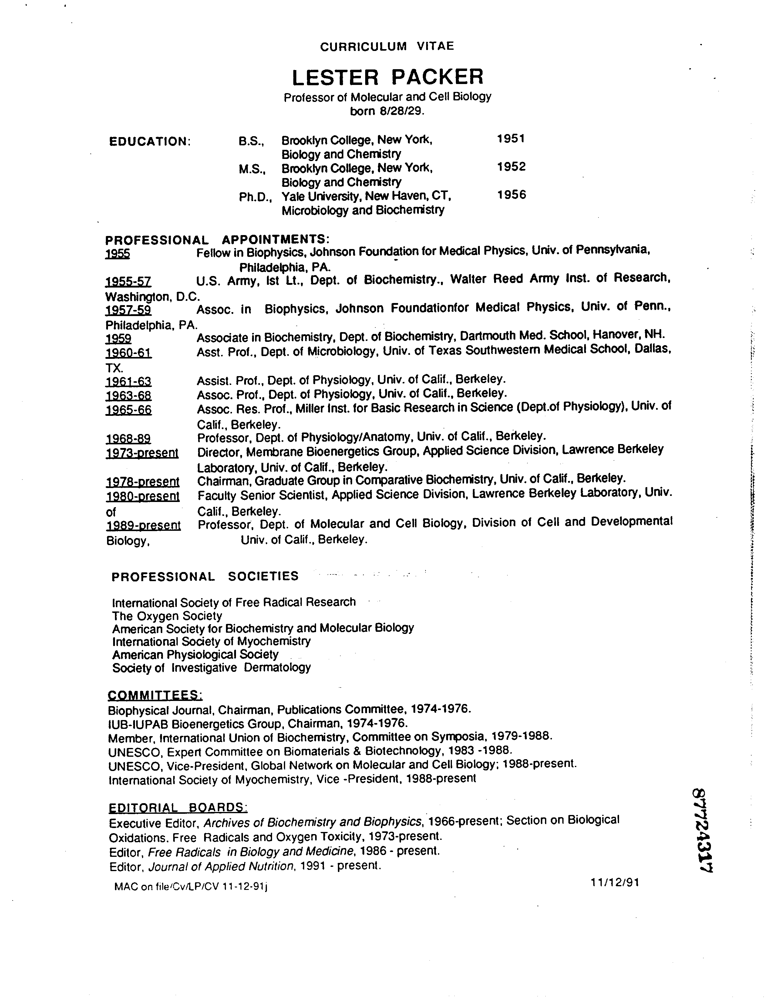 CURRICULUM VITAE
LESTER PACKER
Professor of Molecular and Cell Biology
born 8/28/29.
EDUCATION: B.S., Brooklyn College, New York, 1951
Biology and Chemistry
M.S., Brooklyn College, New York, 1952
Biology and Chemistry
Ph.D., Yale University, New Haven, CT, 1956
Microbiology and Biochemistry
PROFESSIONAL APPOINTMENTS:
1955 Fellow in Biophysics, Johnson Foundation for Medical Physics, Univ. of Pennsylvania,
Philadelphia, PA.
1955-57 U.S. Army, Ist Lt., Dept. of Biochemistry., Walter Reed Army Inst. of Research,
Washington, D.C.
1957-59 Assoc. in Biophysics, Johnson Foundationfor Medical Physics, Univ. of Penn.,
Philadelphia, PA.
1959 Associate in Biochemistry, Dept. of Biochemistry, Dartmouth Med. School, Hanover, NH.
1960-61 Asst. Prof., Dept. of Microbiology, Univ. of Texas Southwestern Medical School, Dallas,
TX.
1961-63 Assist. Prof., Dept. of Physiology, Univ. of Calif., Berkeley.
1963-68 Assoc. Prof., Dept. of Physiology, Univ. of Calif., Berkeley.
1965-66 Assoc. Res. Prof., Miller Inst. for Basic Research in Science (Dept.of Physiology), Univ. of
Calif., Berkeley.
1968-89 Professor, Dept. of Physiology/Anatomy, Univ. of Calif., Berkeley.
1973-present Director, Membrane Bioenergetics Group, Applied Science Division, Lawrence Berkeley
Laboratory, Univ. of Calif., Berkeley.
1978-present Chairman, Graduate Group in Comparative Biochemistry, Univ. of Calif., Berkeley.
1980-present Faculty Senior Scientist, Applied Science Division, Lawrence Berkeley Laboratory, Univ.
of Calif., Berkeley.
1989-present Professor, Dept. of Molecular and Cell Biology, Division of Cell and Developmental
Biology, Univ. of Calif., Berkeley.
PROFESSIONAL SOCIETIES
International Society of Free Radical Research
The Oxygen Society
American Society for Biochemistry and Molecular Biology
International Society of Myochemistry
American Physiological Society
Society of Investigative Dermatology
COMMITTEES:
Biophysical Journal, Chairman, Publications Committee, 1974-1976.
IUB-IUPAB Bioenergetics Group, Chairman, 1974-1976.
Member, International Union of Biochemistry, Committee on Symposia, 1979-1988.
UNESCO, Expert Committee on Biomaterials & Biotechnology, 1983 -1988.
UNESCO, Vice-President, Global Network on Molecular and Cell Biology; 1988-present.
International Society of Myochemistry, Vice -President, 1988-present
EDITORIAL BOARDS:
Executive Editor, Archives of Biochemistry and Biophysics, 1966-present; Section on Biological
Oxidations, Free Radicals and Oxygen Toxicity, 1973-present.
Editor, Free Radicals in Biology and Medicine, 1986 - present.
Editor, Journal of Applied Nutrition, 1991 - present.
MAC on file/Cv/LP/CV 11-12-91j 11/12/91
87724317